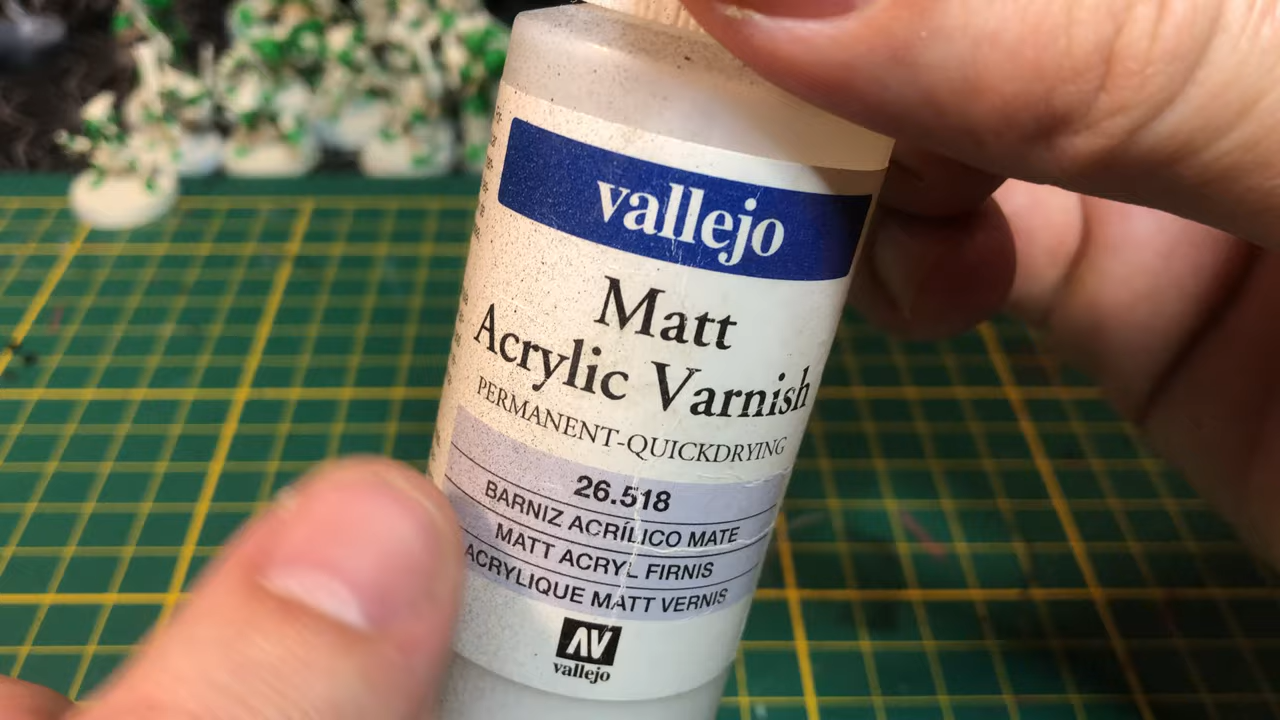 vallejo
Matt
Acrylic Varnish
PERMANENT-QUICKDRYING
26.518
BARNIZ ACRÍLICO MATE
MATT ACRYL FIRNIS
ACRYLIQUE MATT VERNIS
AV
vallejo